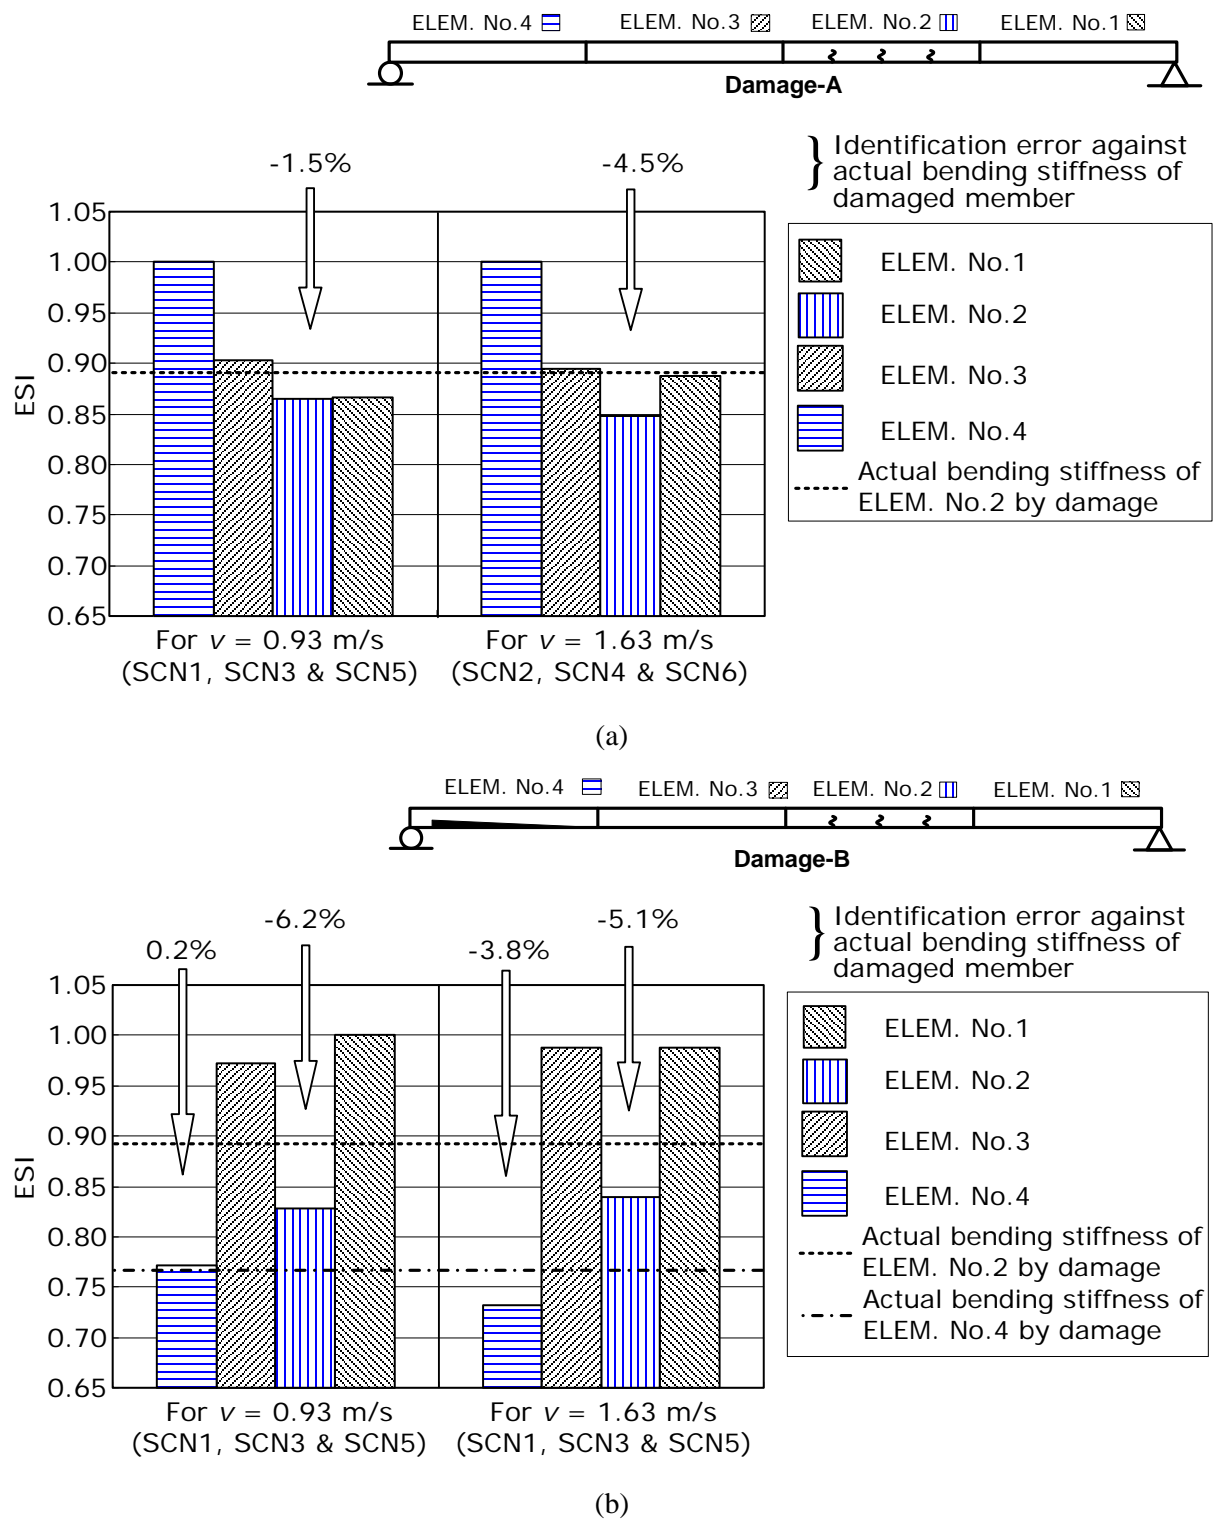 ELEM. No.4 ELEM. No.3 ELEM. No.2 ELEM. No.1
Damage-A
-1.5% -4.5%
} Identification error against
actual bending stiffness of
damaged member
1.05
1.00
0.95
0.90
0.85
0.80
0.75
0.70
0.65
ESI
ELEM. No.1
ELEM. No.2
ELEM. No.3
ELEM. No.4
Actual bending stiffness of
ELEM. No.2 by damage
For v = 0.93 m/s For v = 1.63 m/s
(SCN1, SCN3 & SCN5) (SCN2, SCN4 & SCN6)
(a)
ELEM. No.4 ELEM. No.3 ELEM. No.2 ELEM. No.1
Damage-B
0.2% -6.2% -3.8% -5.1%
} Identification error against
actual bending stiffness of
damaged member
1.05
1.00
0.95
0.90
0.85
0.80
0.75
0.70
0.65
ESI
ELEM. No.1
ELEM. No.2
ELEM. No.3
ELEM. No.4
Actual bending stiffness of
ELEM. No.2 by damage
Actual bending stiffness of
ELEM. No.4 by damage
For v = 0.93 m/s For v = 1.63 m/s
(SCN1, SCN3 & SCN5) (SCN1, SCN3 & SCN5)
(b)